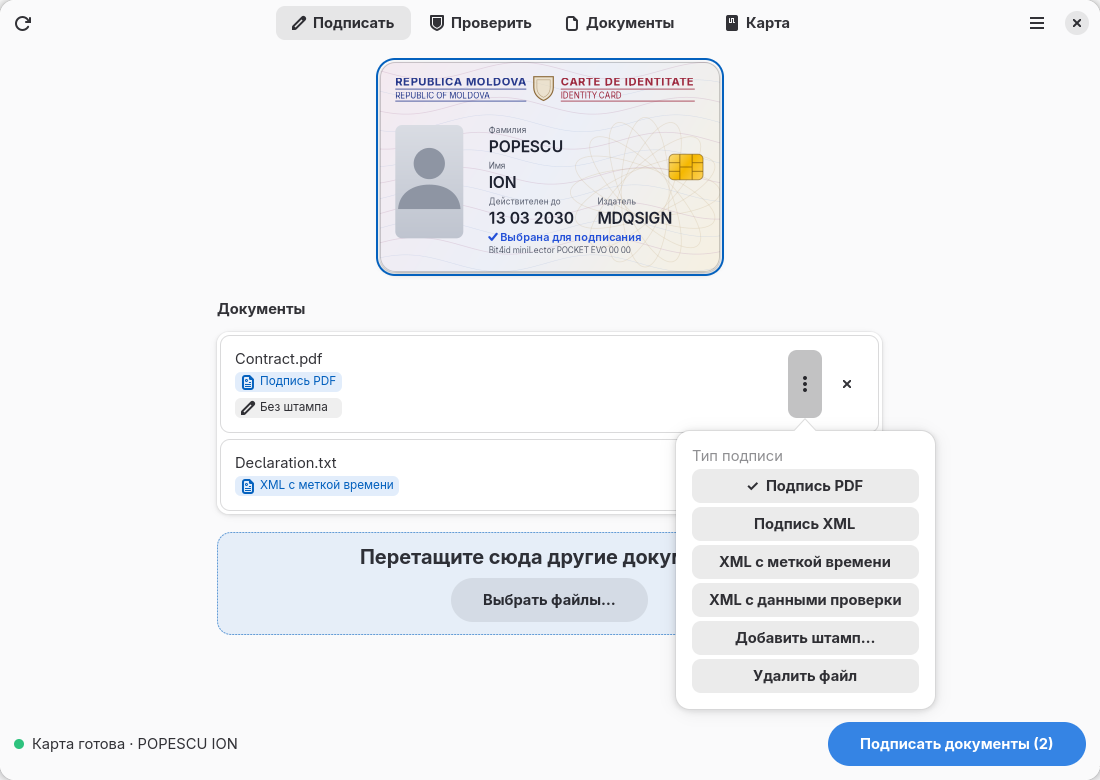 Подписать
Проверить
Документы
Карта
REPUBLICA MOLDOVA
REPUBLIC OF MOLDOVA
CARTE DE IDENTITATE
IDENTITY CARD
Фамилия
POPESCU
Имя
ION
Действителен до
Издатель
13 03 2030
MDQSIGN
Выбрана для подписания
Bit4id miniLector POCKET EVO 00 00
Документы
Contract.pdf
Подпись PDF
Без штампа
Declaration.txt
XML с меткой времени
Перетащите сюда другие
Выбрать файлы...
Тип подписи
Подпись PDF
Подпись XML
XML с меткой времени
XML с данными проверки
Добавить штамп...
Удалить файл
Карта готова · POPESCU ION
Подписать документы (2)